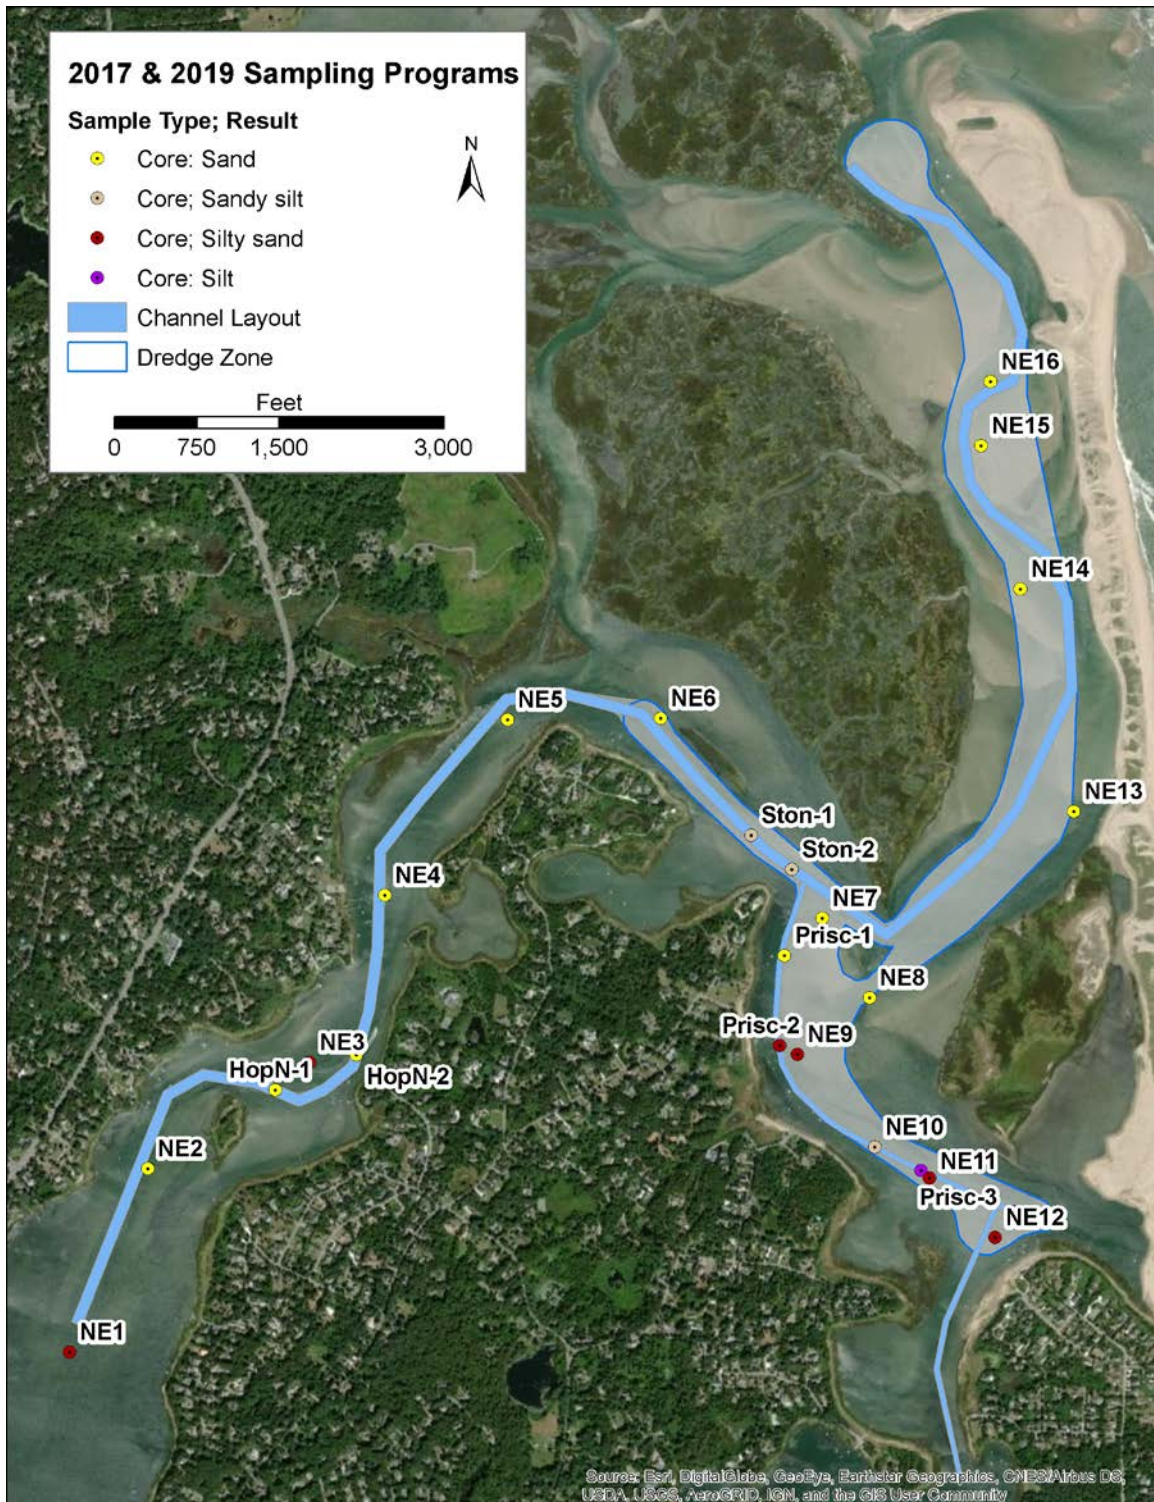 2017 & 2019 Sampling Programs
Sample Type; Result
Core: Sand
Core; Sandy silt
Core; Silty sand
Core: Silt
Channel Layout
Dredge Zone
N
Feet
0 750 1,500 3,000
NE16
NE15
NE14
NE5
NE6
NE13
Ston-1
Ston-2
NE4
NE7
Prisc-1
NE8
Prisc-2
NE9
NE3
HopN-1
HopN-2
NE10
NE2
NE11
Prisc-3
NE12
NE1
Source: Esri, DigitalGlobe, GeoEye, Earthstar Geographics, CNES/Airbus DS,
USDA, USGS, AeroGRID, IGN, and the GIS User Community